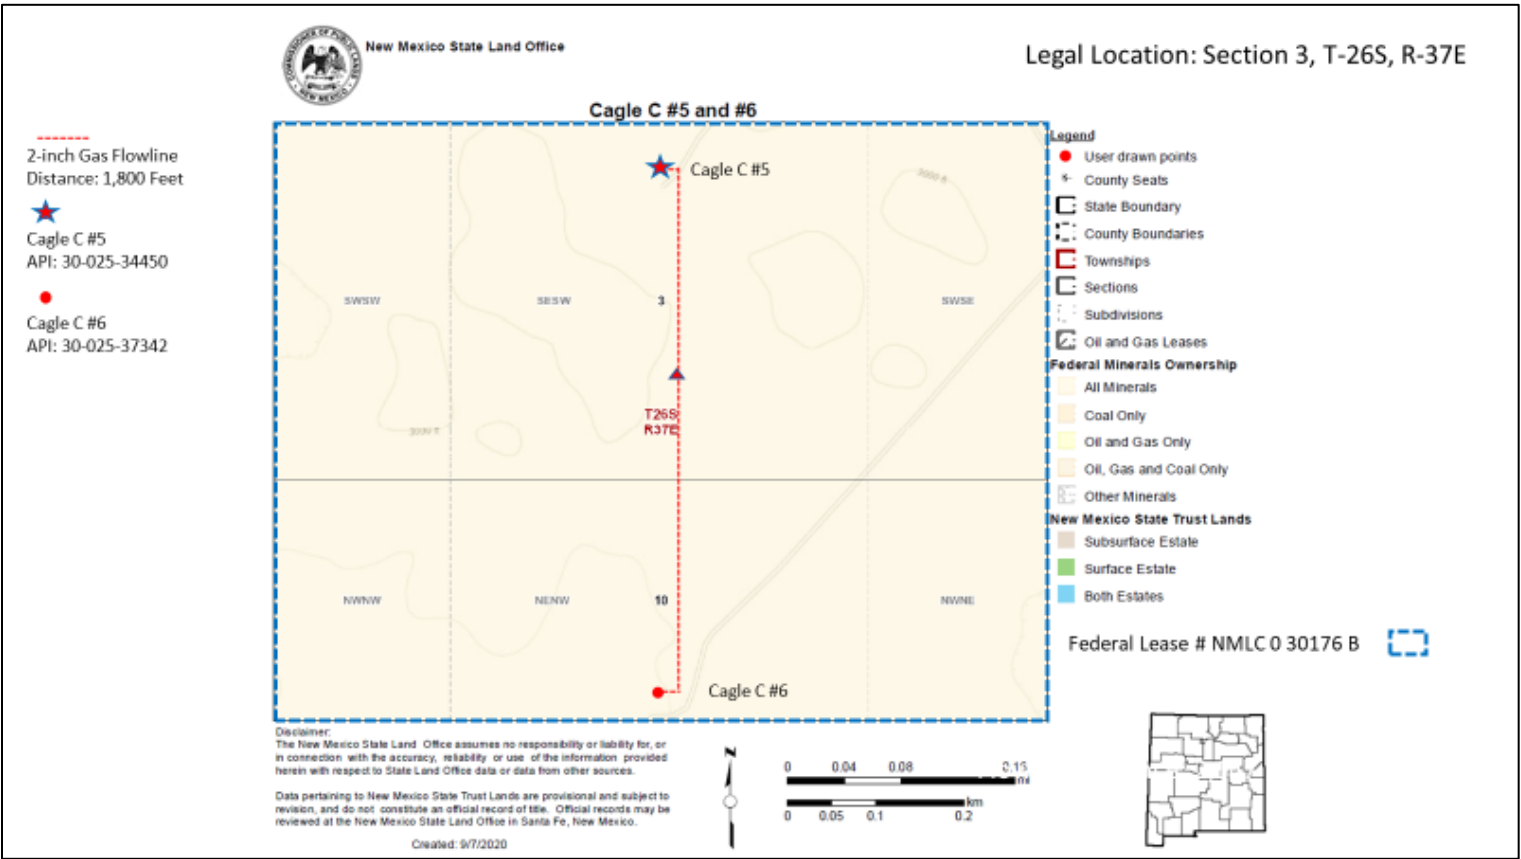 COMMISSIONER OF PUBLIC LANDS
NEW MEXICO
New Mexico State Land Office
Legal Location: Section 3, T-26S, R-37E
Cagle C #5 and #6
2-inch Gas Flowline
Distance: 1,800 Feet
Cagle C #5
API: 30-025-34450
Cagle C #6
API: 30-025-37342
Cagle C #5
3000 ft
SWSW
SESW
3
SWSE
T26S
R37E
3000 ft
NWNW
NENW
10
NWNE
Cagle C #6
Legend
User drawn points
County Seats
State Boundary
County Boundaries
Townships
Sections
Subdivisions
Oil and Gas Leases
Federal Minerals Ownership
All Minerals
Coal Only
Oil and Gas Only
Oil, Gas and Coal Only
Other Minerals
New Mexico State Trust Lands
Subsurface Estate
Surface Estate
Both Estates
Federal Lease # NMLC 0 30176 B
Disclaimer:
The New Mexico State Land Office assumes no responsibility or liability for, or
in connection with the accuracy, reliability or use of the information provided
herein with respect to State Land Office data or data from other sources.
Data pertaining to New Mexico State Trust Lands are provisional and subject to
revision, and do not constitute an official record of title. Official records may be
reviewed at the New Mexico State Land Office in Santa Fe, New Mexico.
Created: 9/7/2020
N
0 0.04 0.08 0.15
mi
km
0 0.05 0.1 0.2